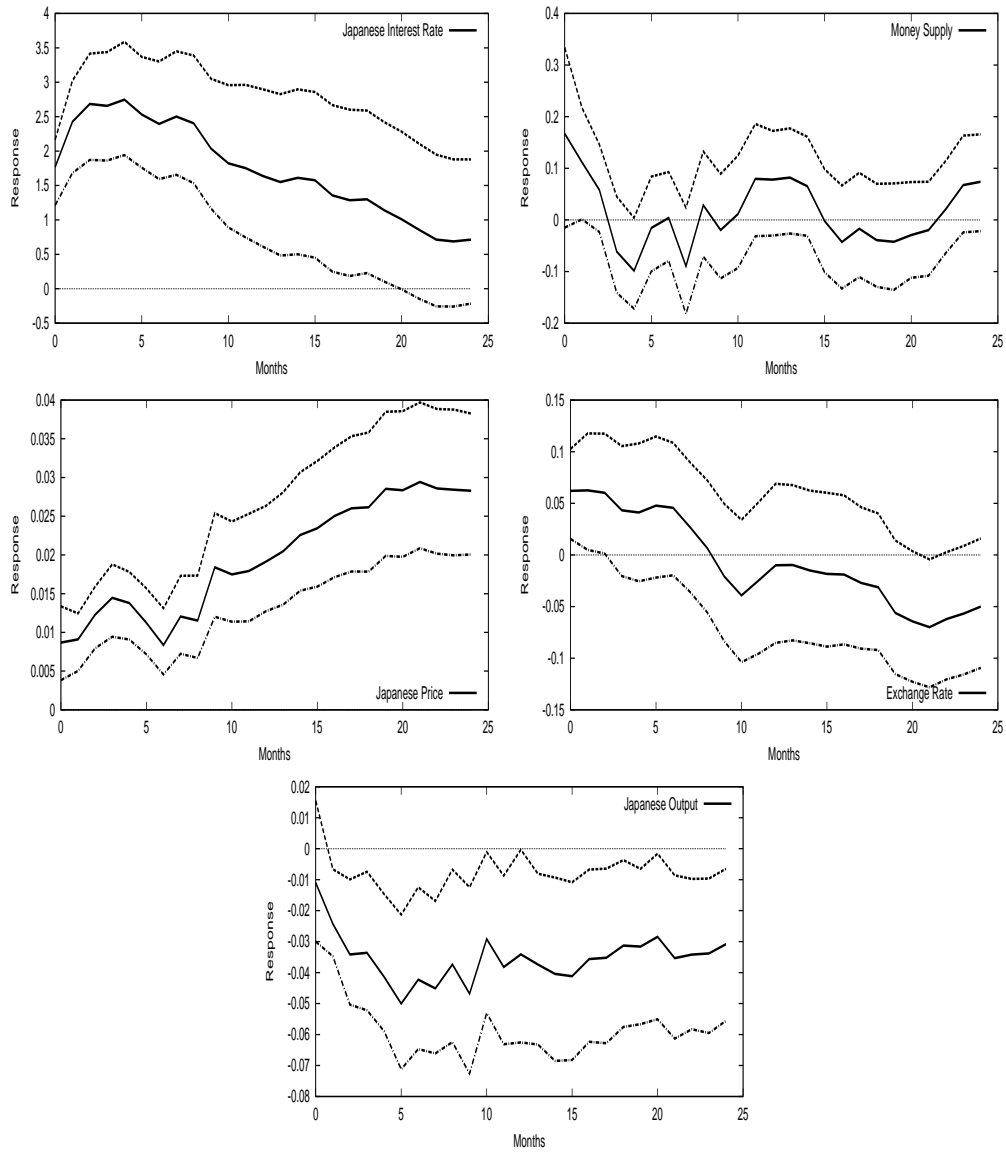 Japanese Interest Rate
Response
4
3.5
3
2.5
2
1.5
1
0.5
0
-0.5
0 5 10 15 20 25
Months
Money Supply
Response
0.4
0.3
0.2
0.1
0
-0.1
-0.2
0 5 10 15 20 25
Months
Japanese Price
Response
0.04
0.035
0.03
0.025
0.02
0.015
0.01
0.005
0
0 5 10 15 20 25
Months
Exchange Rate
Response
0.15
0.1
0.05
0
-0.05
-0.1
-0.15
0 5 10 15 20 25
Months
Japanese Output
Response
0.02
0.01
0
-0.01
-0.02
-0.03
-0.04
-0.05
-0.06
-0.07
-0.08
0 5 10 15 20 25
Months